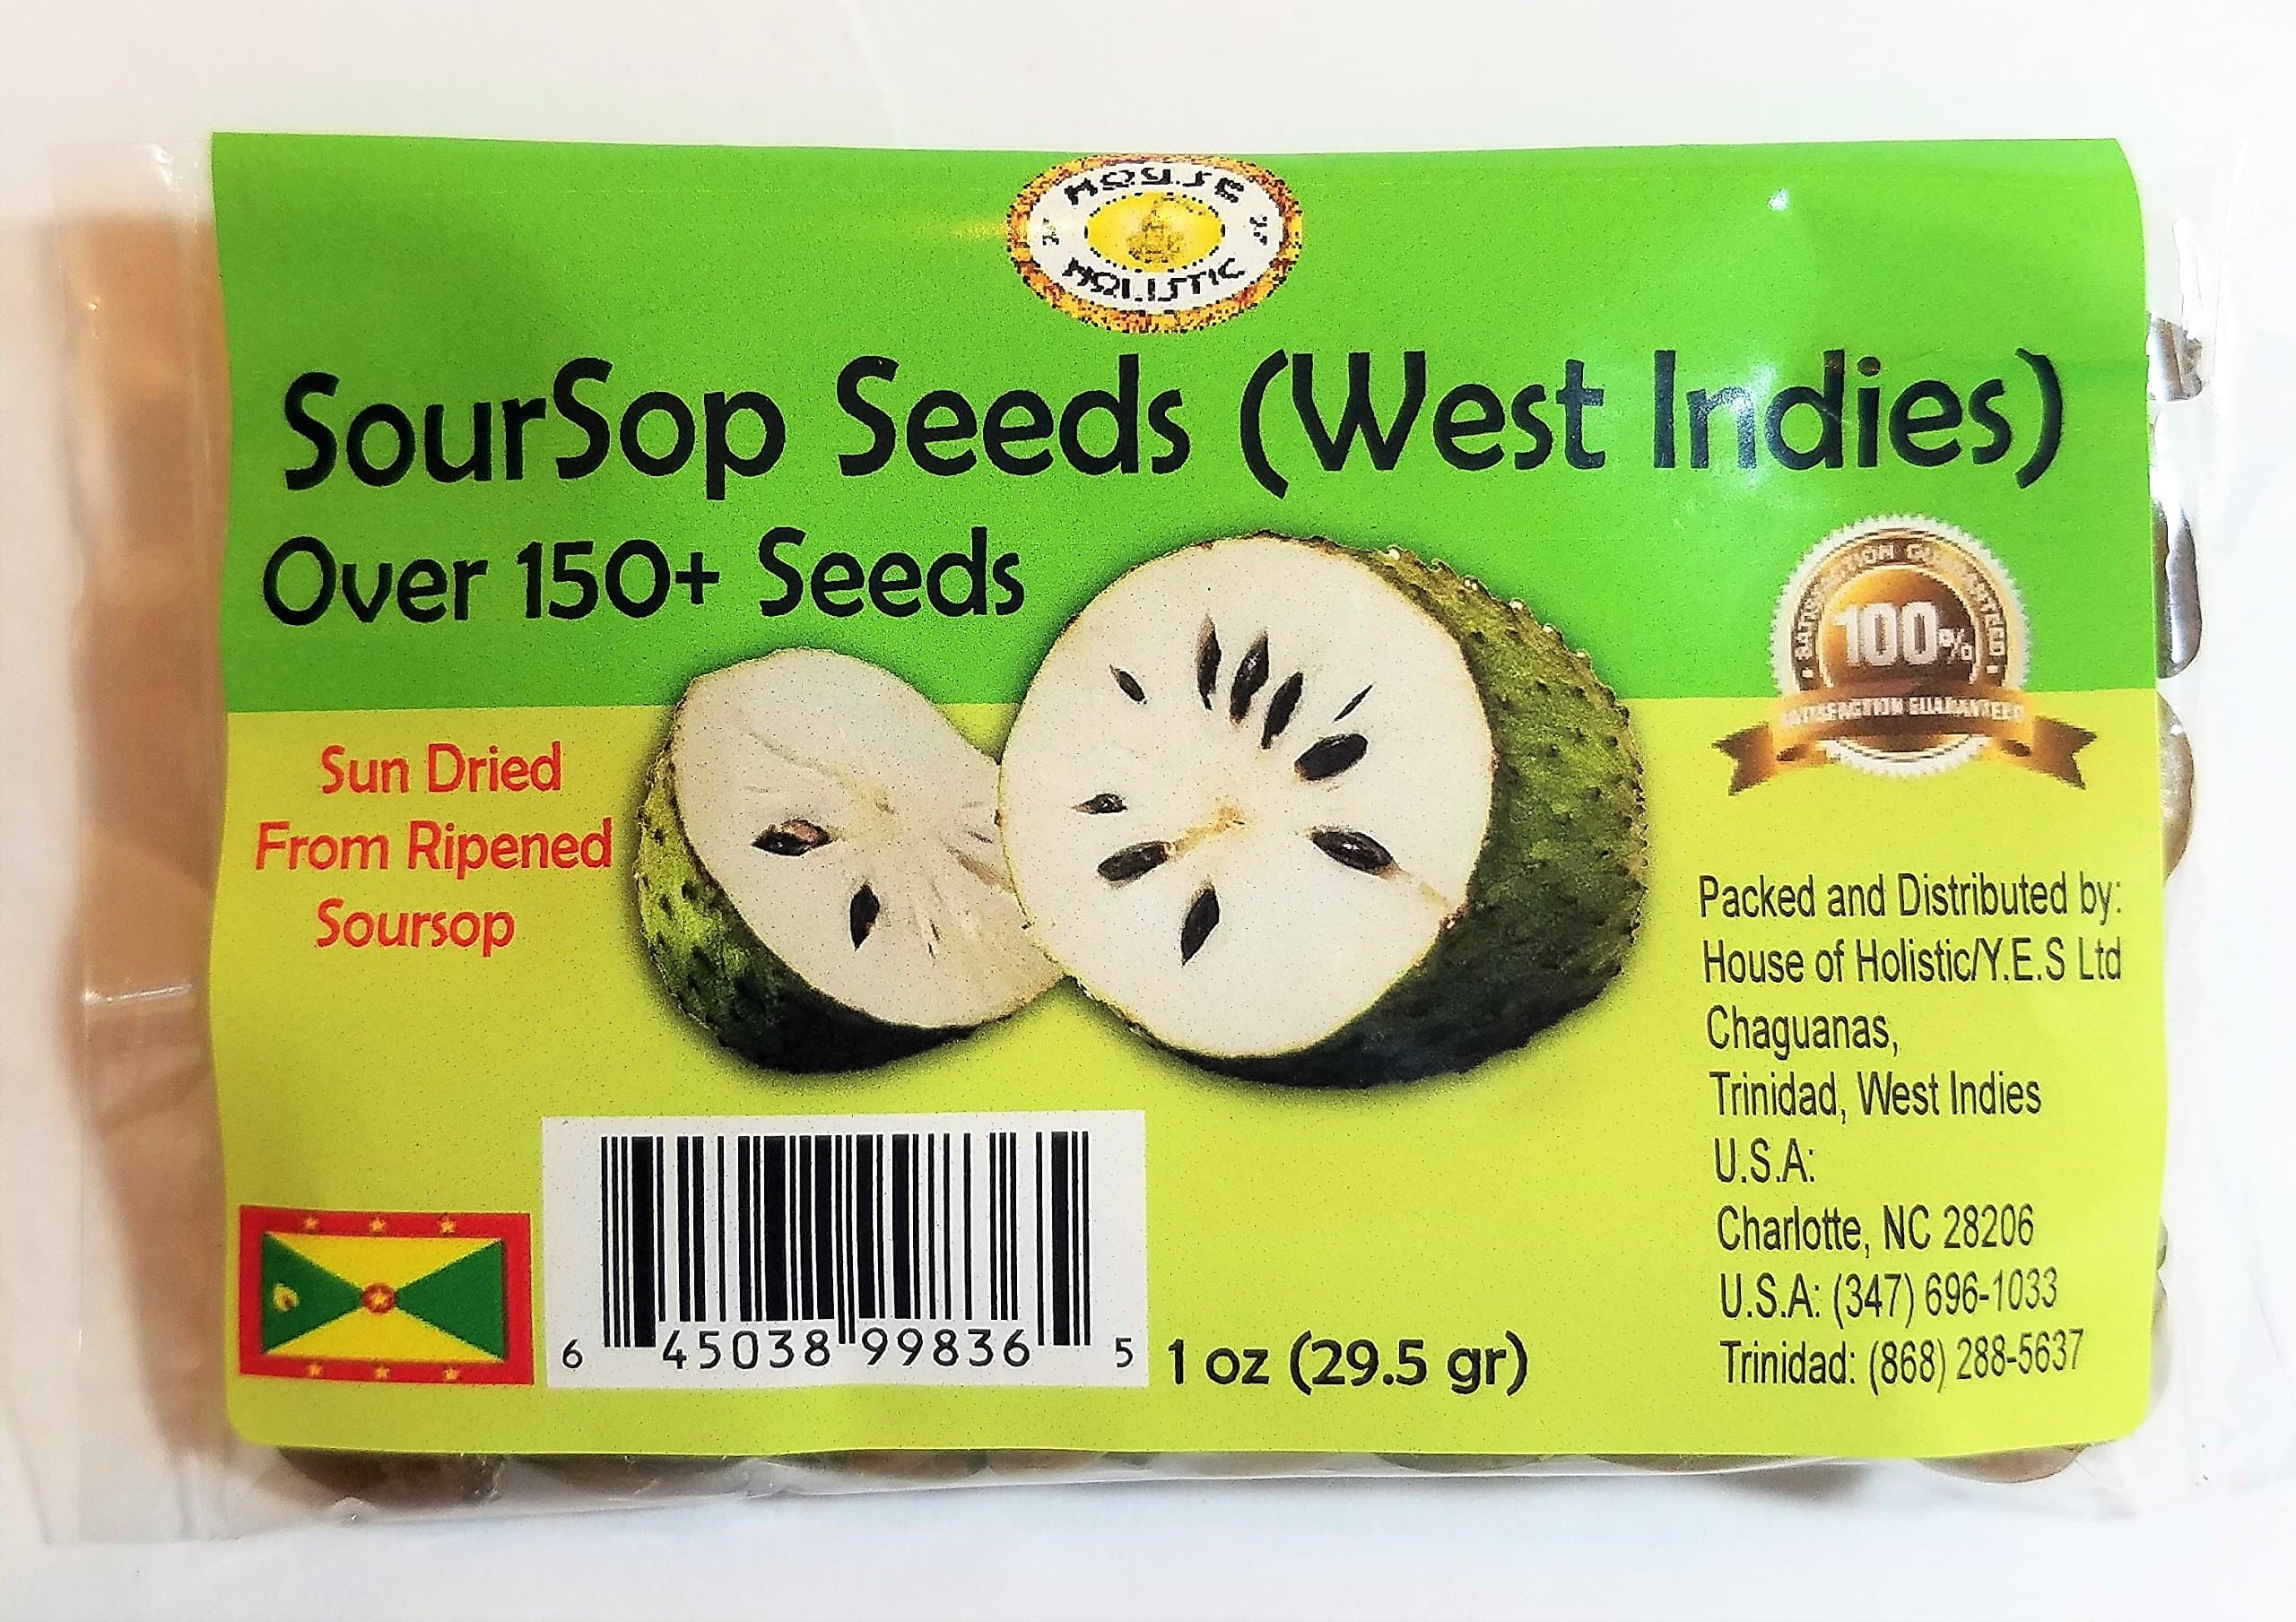 HOUSE
HOLISTIC
SourSop Seeds (West Indies)
Over 150+ Seeds
SATISFACTION GUARANTEED
100%
SATISFACTION GUARANTEED
Sun Dried
From Ripened
Soursop
Packed and Distributed by:
House of Holistic/Y.E.S Ltd
Chaguanas,
Trinidad, West Indies
U.S.A:
Charlotte, NC 28206
U.S.A: (347) 696-1033
Trinidad: (868) 288-5637
6 45038 99836 5
1 oz (29.5 gr)